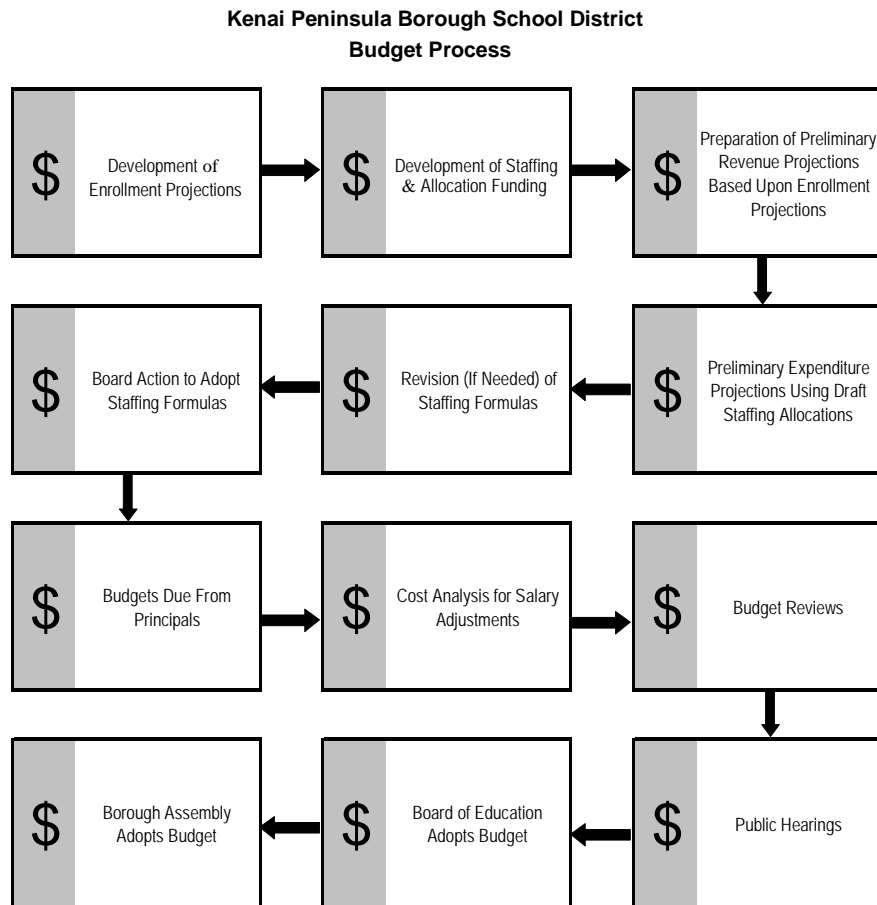 Kenai Peninsula Borough School District
Budget Process
$
Development of
Enrollment Projections
$
Development of Staffing
& Allocation Funding
$
Preparation of Preliminary
Revenue Projections
Based Upon Enrollment
Projections
$
Board Action to Adopt
Staffing Formulas
$
Revision (If Needed) of
Staffing Formulas
$
Preliminary Expenditure
Projections Using Draft
Staffing Allocations
$
Budgets Due From
Principals
$
Cost Analysis for Salary
Adjustments
$
Budget Reviews
$
Borough Assembly
Adopts Budget
$
Board of Education
Adopts Budget
$
Public Hearings